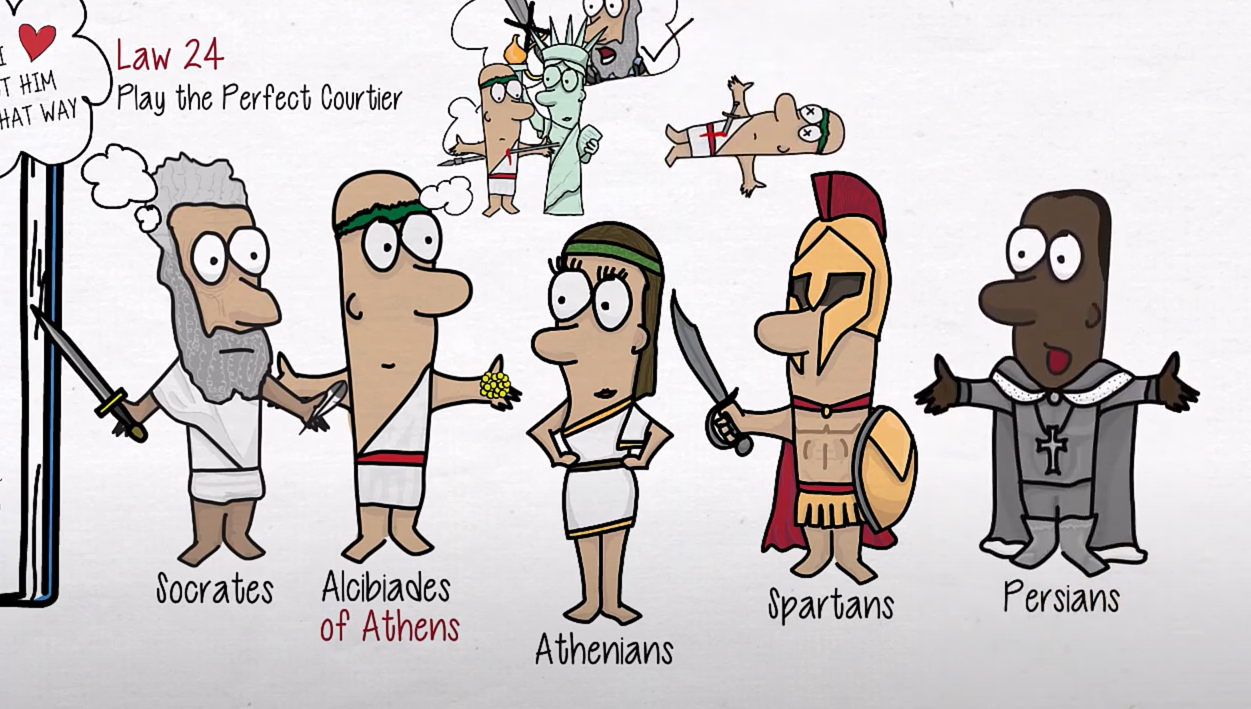 I
T HIM
HAT WAY
Law 24
Play the Perfect Courtier
Socrates
Alcibiades
of Athens
Athenians
Spartans
Persians